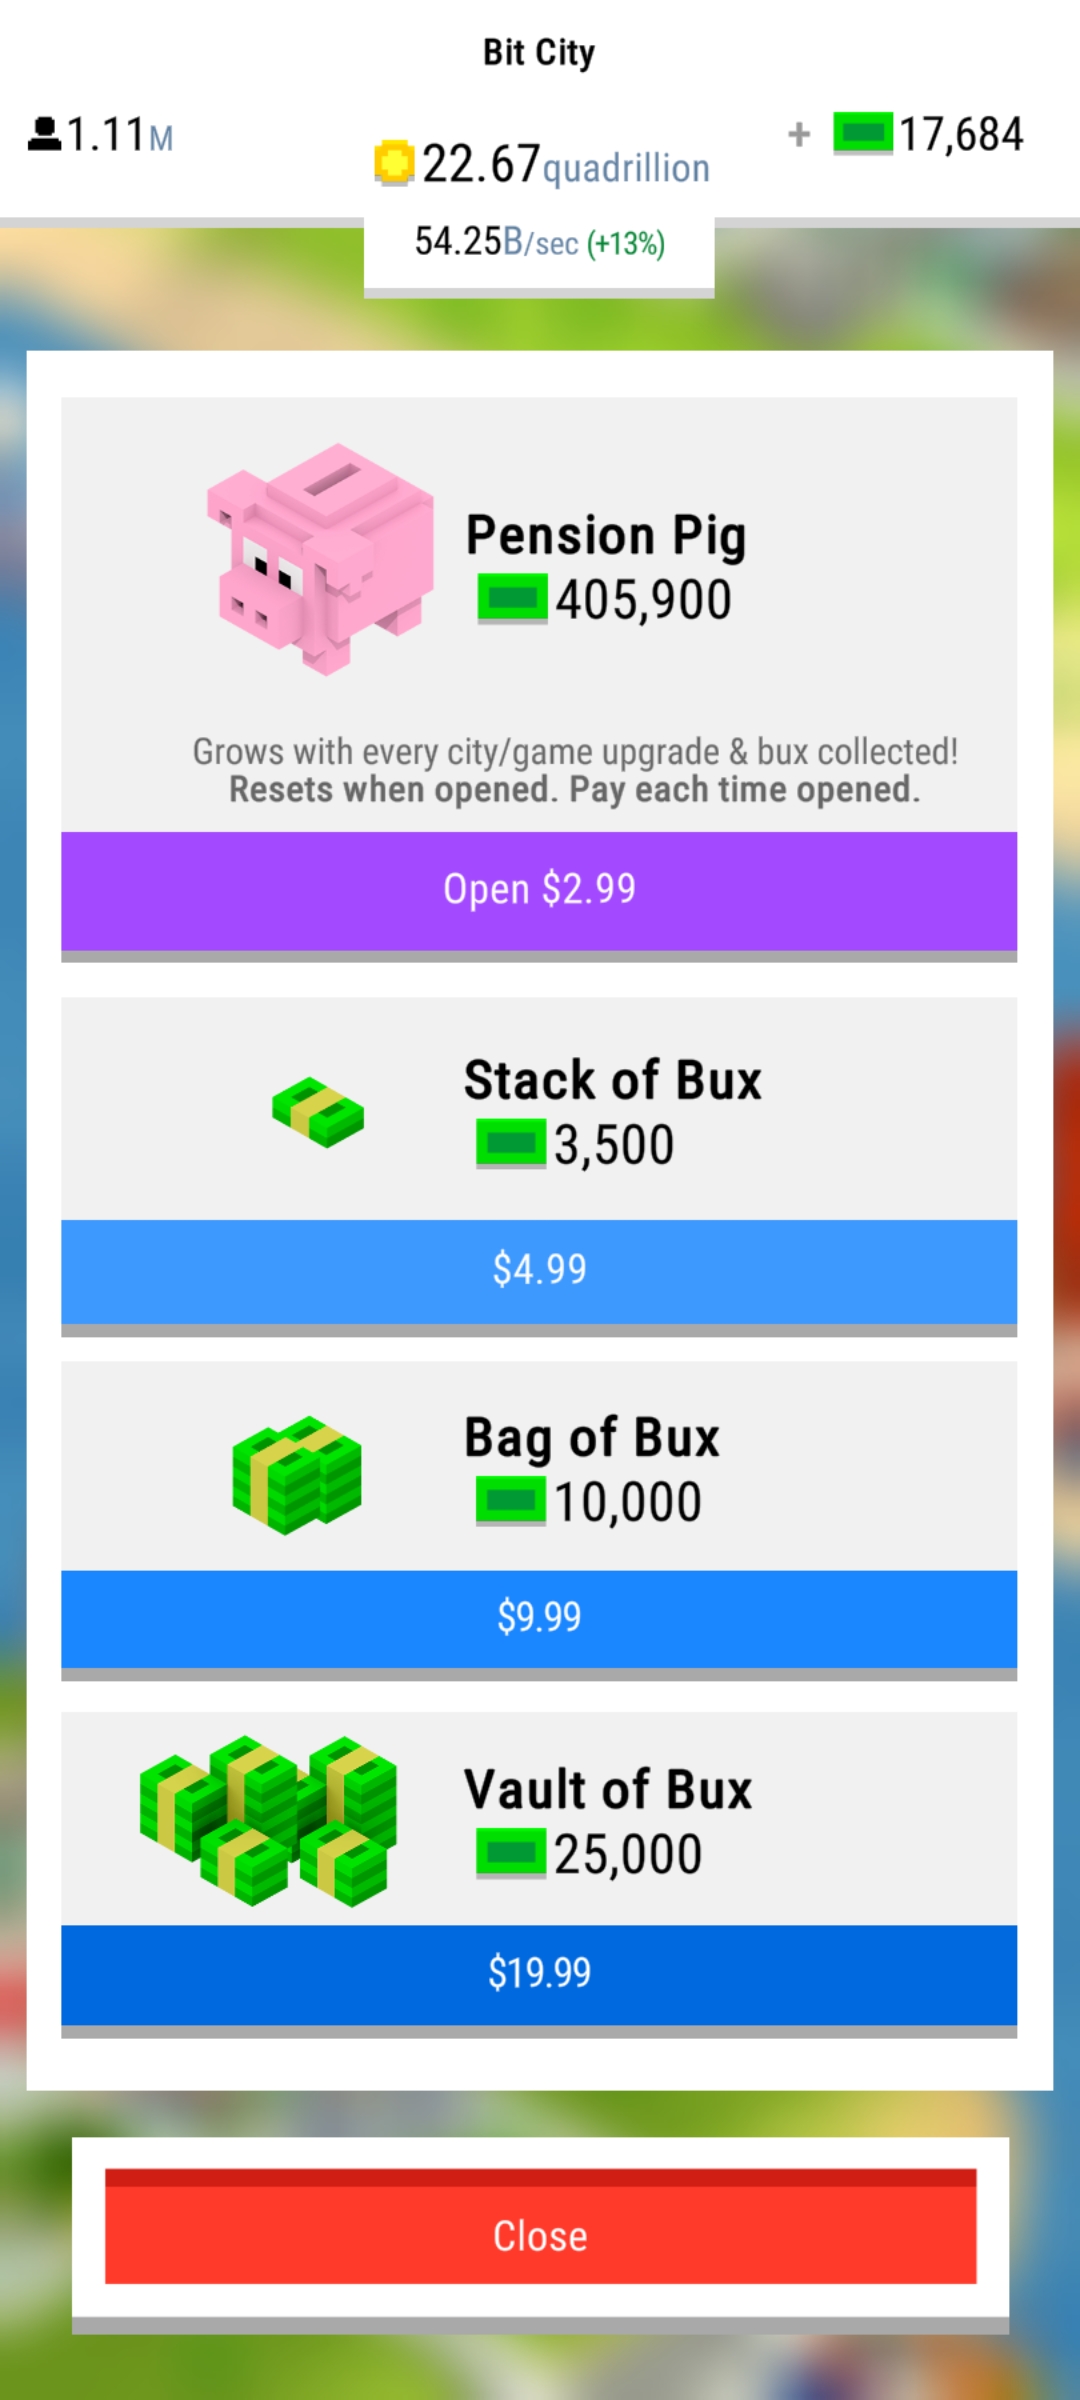 Bit City
1.11M
22.67quadrillion
+ 17,684
54.25B/sec (+13%)
Pension Pig
405,900
Grows with every city/game upgrade & bux collected!
Resets when opened. Pay each time opened.
Open $2.99
Stack of Bux
3,500
$4.99
Bag of Bux
10,000
$9.99
Vault of Bux
25,000
$19.99
Close